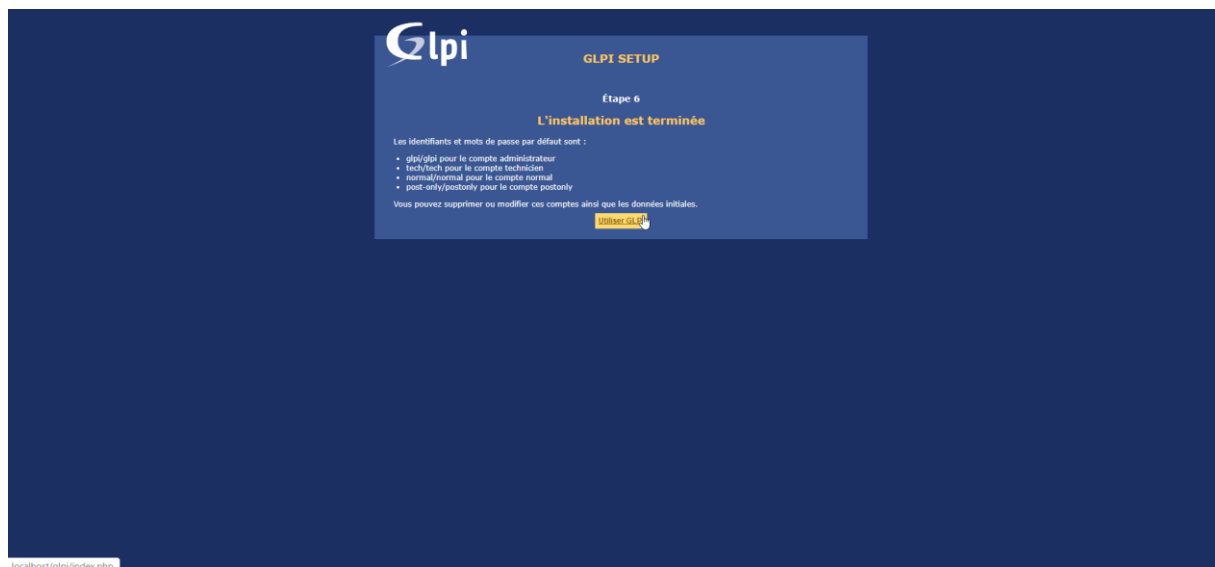 Glpi
GLPI SETUP
Étape 6
L'installation est terminée
Les identifiants et mots de passe par défaut sont :
• glpi/glpi pour le compte administrateur
• tech/tech pour le compte technicien
• normal/normal pour le compte normal
• post-only/postonly pour le compte postonly
Vous pouvez supprimer ou modifier ces comptes ainsi que les données initiales.
Utiliser GLPI
localhost/glpi/index.php